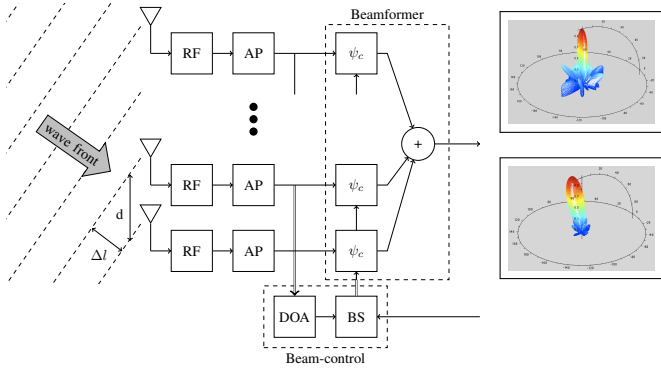 Beamformer
RF
AP
ψc
wave front
+
RF
AP
ψc
d
Δl
RF
AP
ψc
DOA
BS
Beam-control